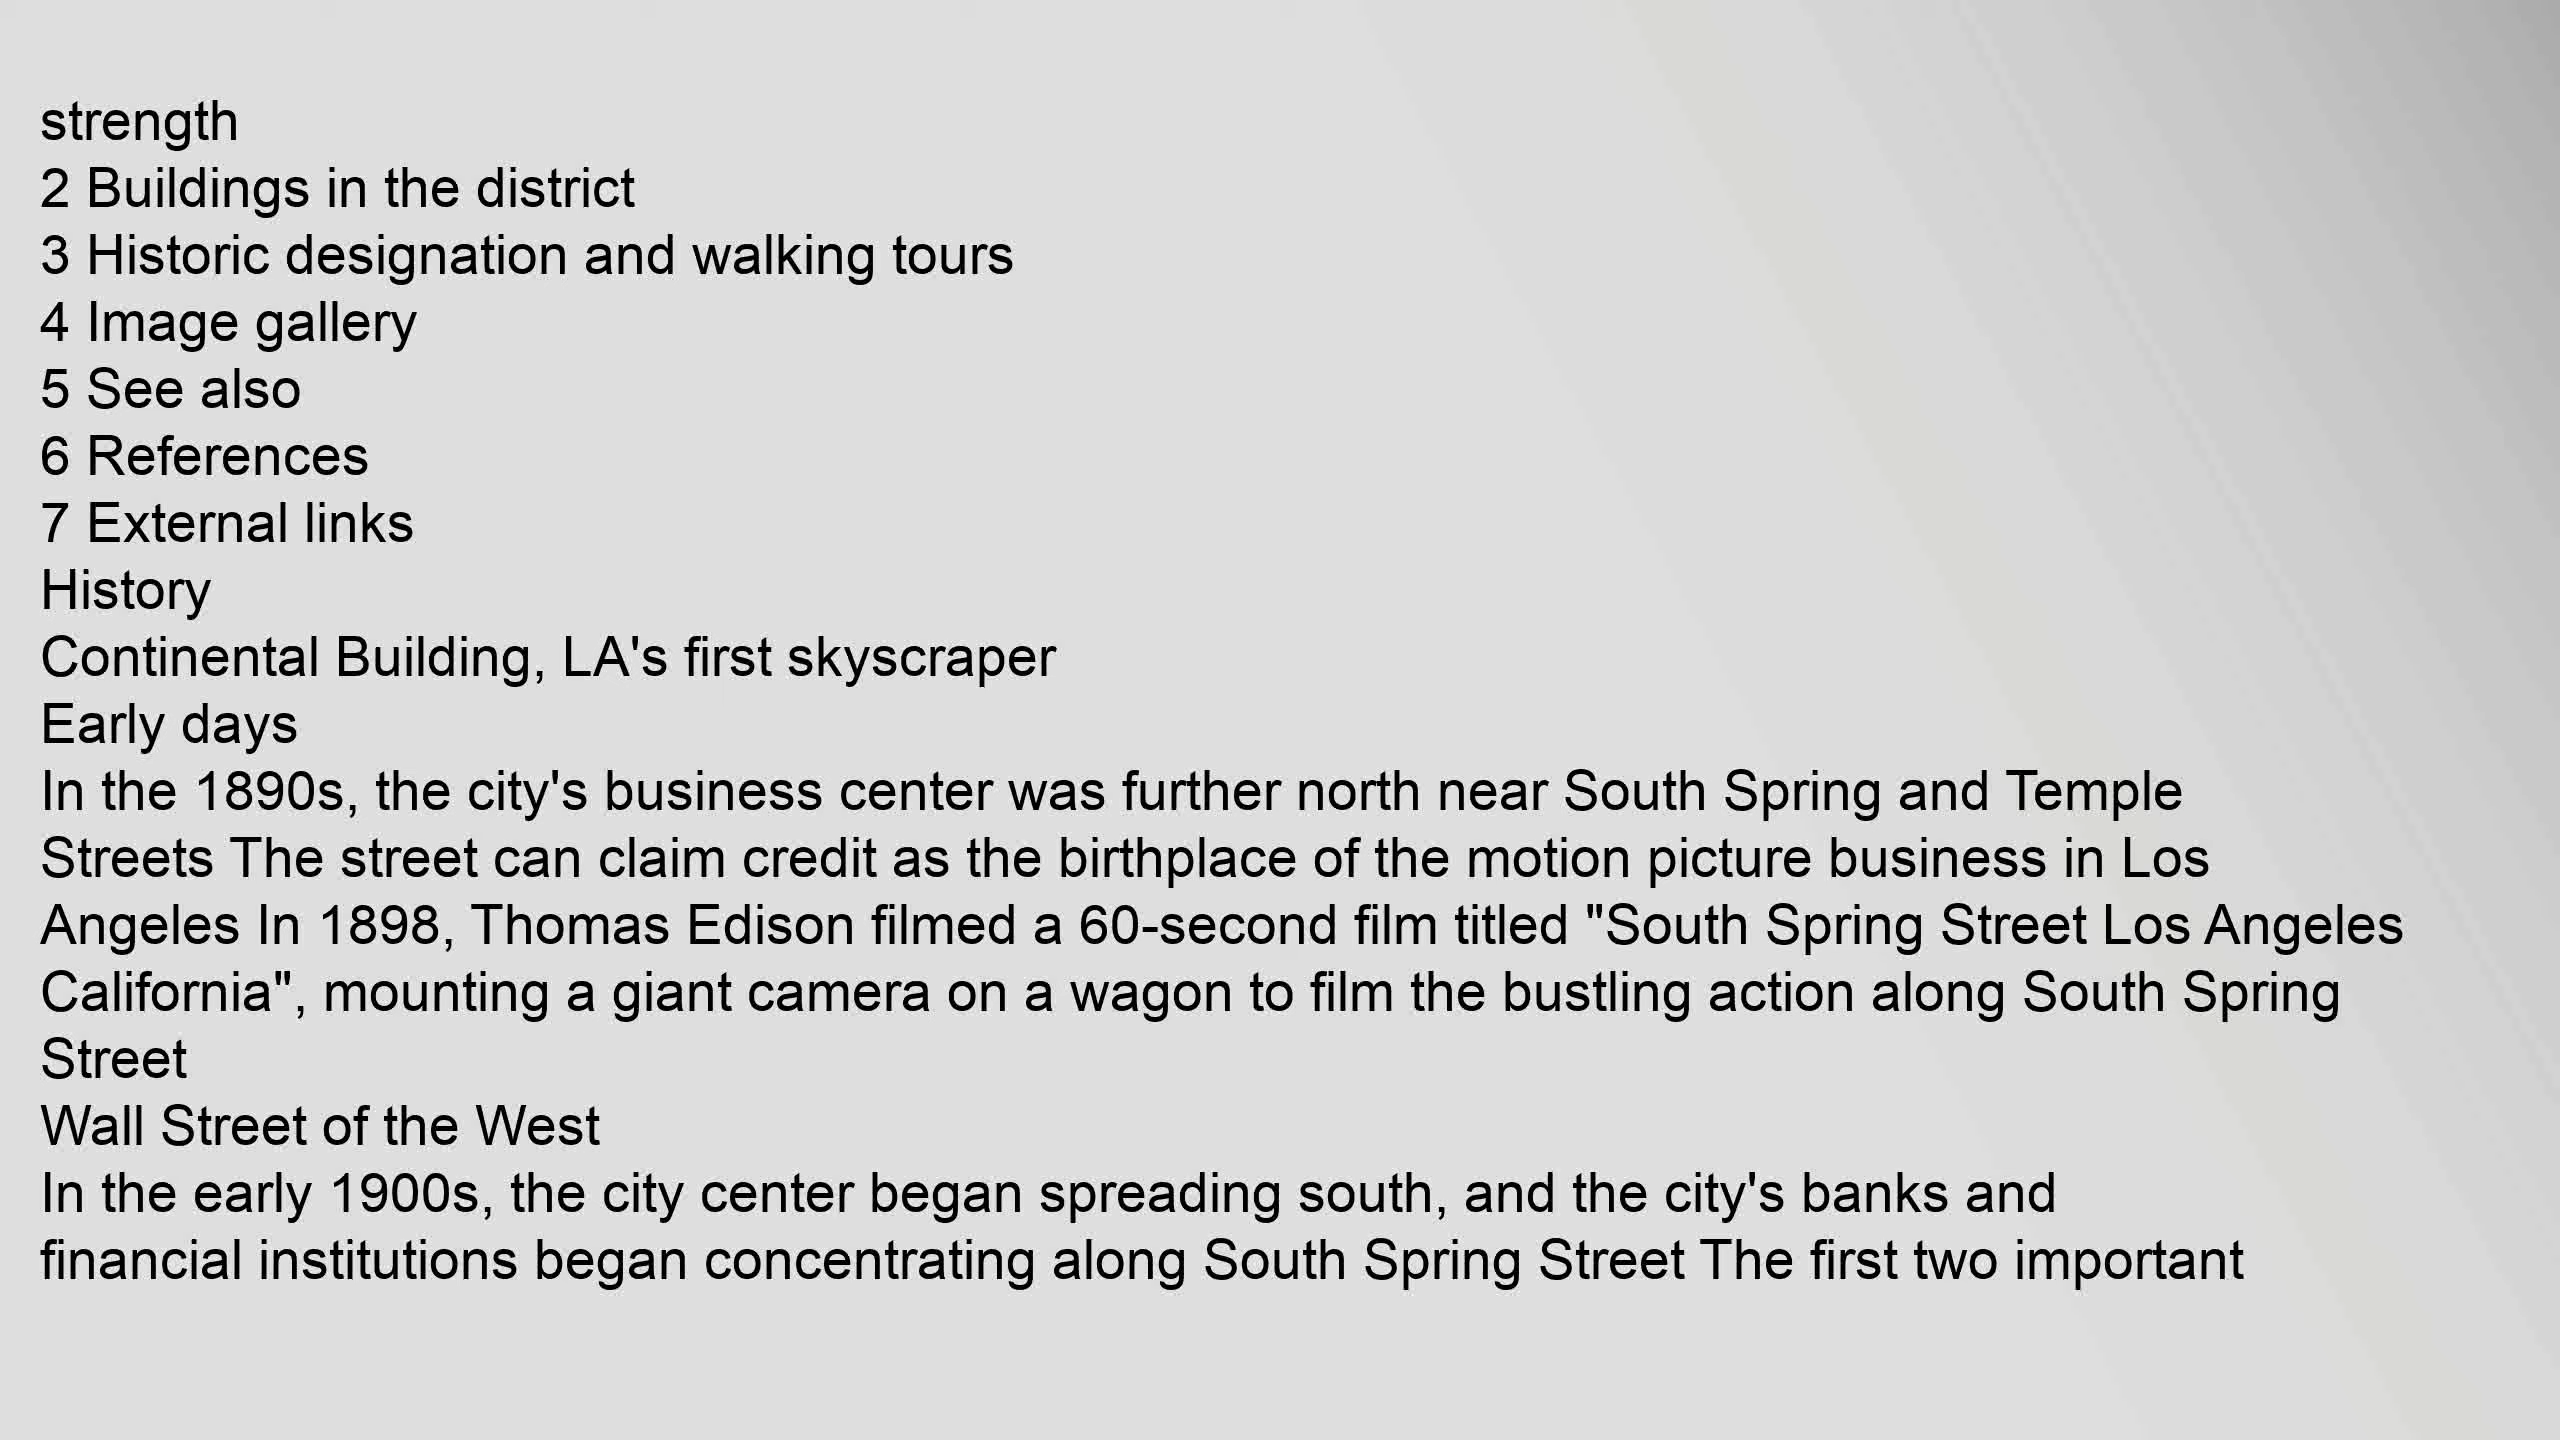 strength
2 Buildings in the district
3 Historic designation and walking tours
4 Image gallery
5 See also
6 References
7 External links
History
Continental Building, LA's first skyscraper
Early days
In the 1890s, the city's business center was further north near South Spring and Temple
Streets The street can claim credit as the birthplace of the motion picture business in Los
Angeles In 1898, Thomas Edison filmed a 60-second film titled "South Spring Street Los Angeles
California", mounting a giant camera on a wagon to film the bustling action along South Spring
Street
Wall Street of the West
In the early 1900s, the city center began spreading south, and the city's banks and
financial institutions began concentrating along South Spring Street The first two important